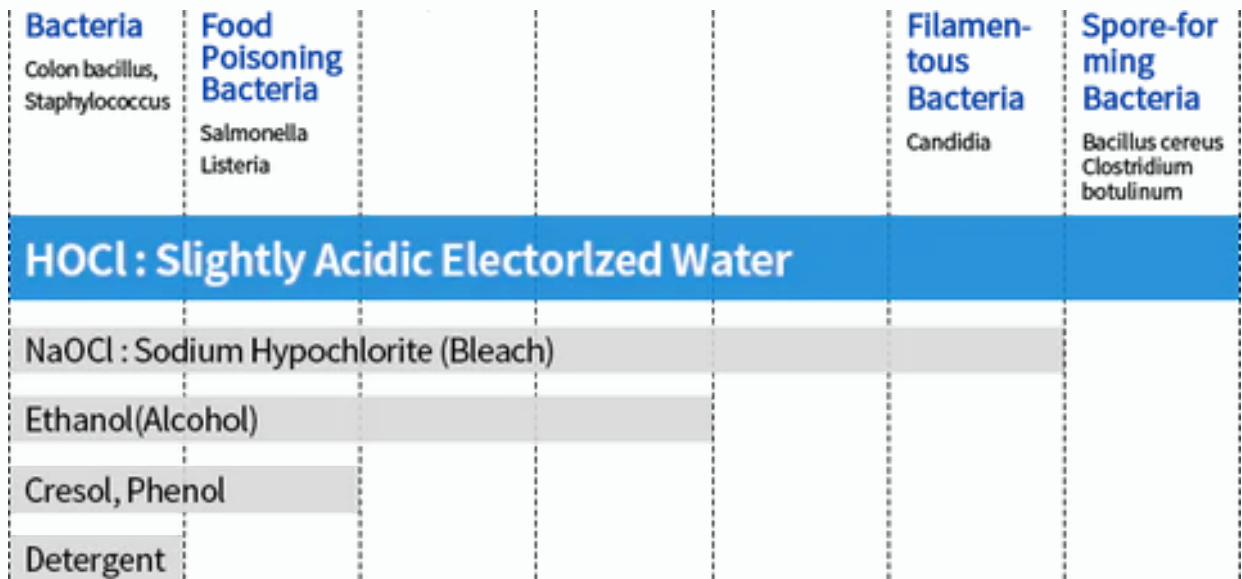 Bacteria
Colon bacillus,
Staphylococcus
Food
Poisoning
Bacteria
Salmonella
Listeria
Filamen-
tous
Bacteria
Candidia
Spore-for
ming
Bacteria
Bacillus cereus
Clostridium
botulinum
HOCl : Slightly Acidic Electorlzed Water
NaOCl : Sodium Hypochlorite (Bleach)
Ethanol(Alcohol)
Cresol, Phenol
Detergent